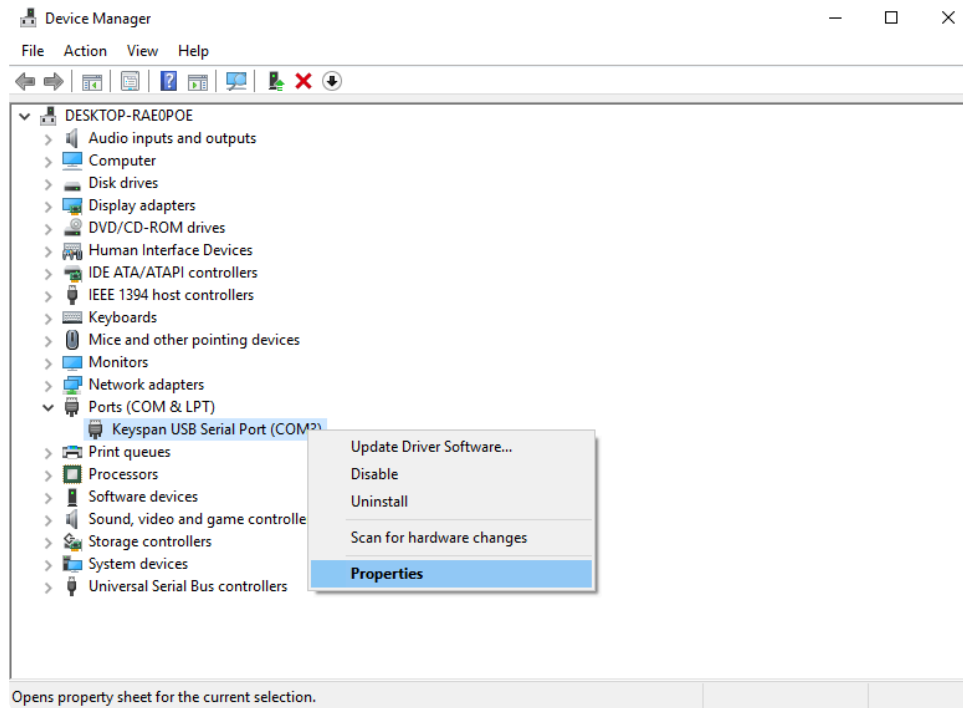 Device Manager
File Action View Help
DESKTOP-RAE0POE
Audio inputs and outputs
Computer
Disk drives
Display adapters
DVD/CD-ROM drives
Human Interface Devices
IDE ATA/ATAPI controllers
IEEE 1394 host controllers
Keyboards
Mice and other pointing devices
Monitors
Network adapters
Ports (COM & LPT)
Keyspan USB Serial Port (COM3)
Update Driver Software...
Disable
Uninstall
Scan for hardware changes
Properties
Print queues
Processors
Software devices
Sound, video and game controlle
Storage controllers
System devices
Universal Serial Bus controllers
Opens property sheet for the current selection.